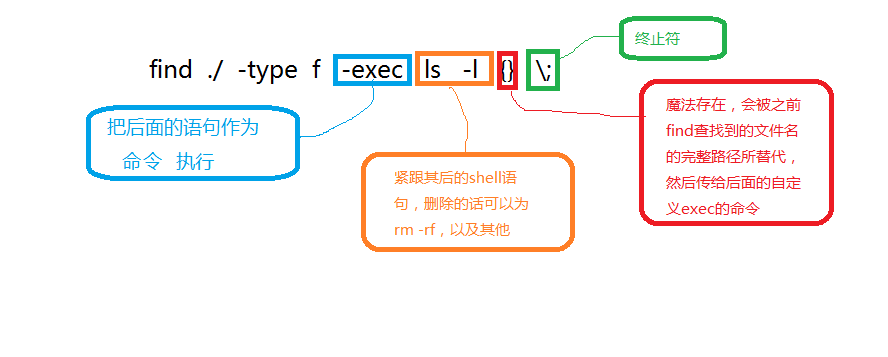 终止符
find ./ -type f -exec ls -l {} \;
把后面的语句作为
命令 执行
紧跟其后的shell语
句，删除的话可以为
rm -rf，以及其他
魔法存在，会被之前
find查找到的文件名
的完整路径所替代，
然后传给后面的自定
义exec的命令